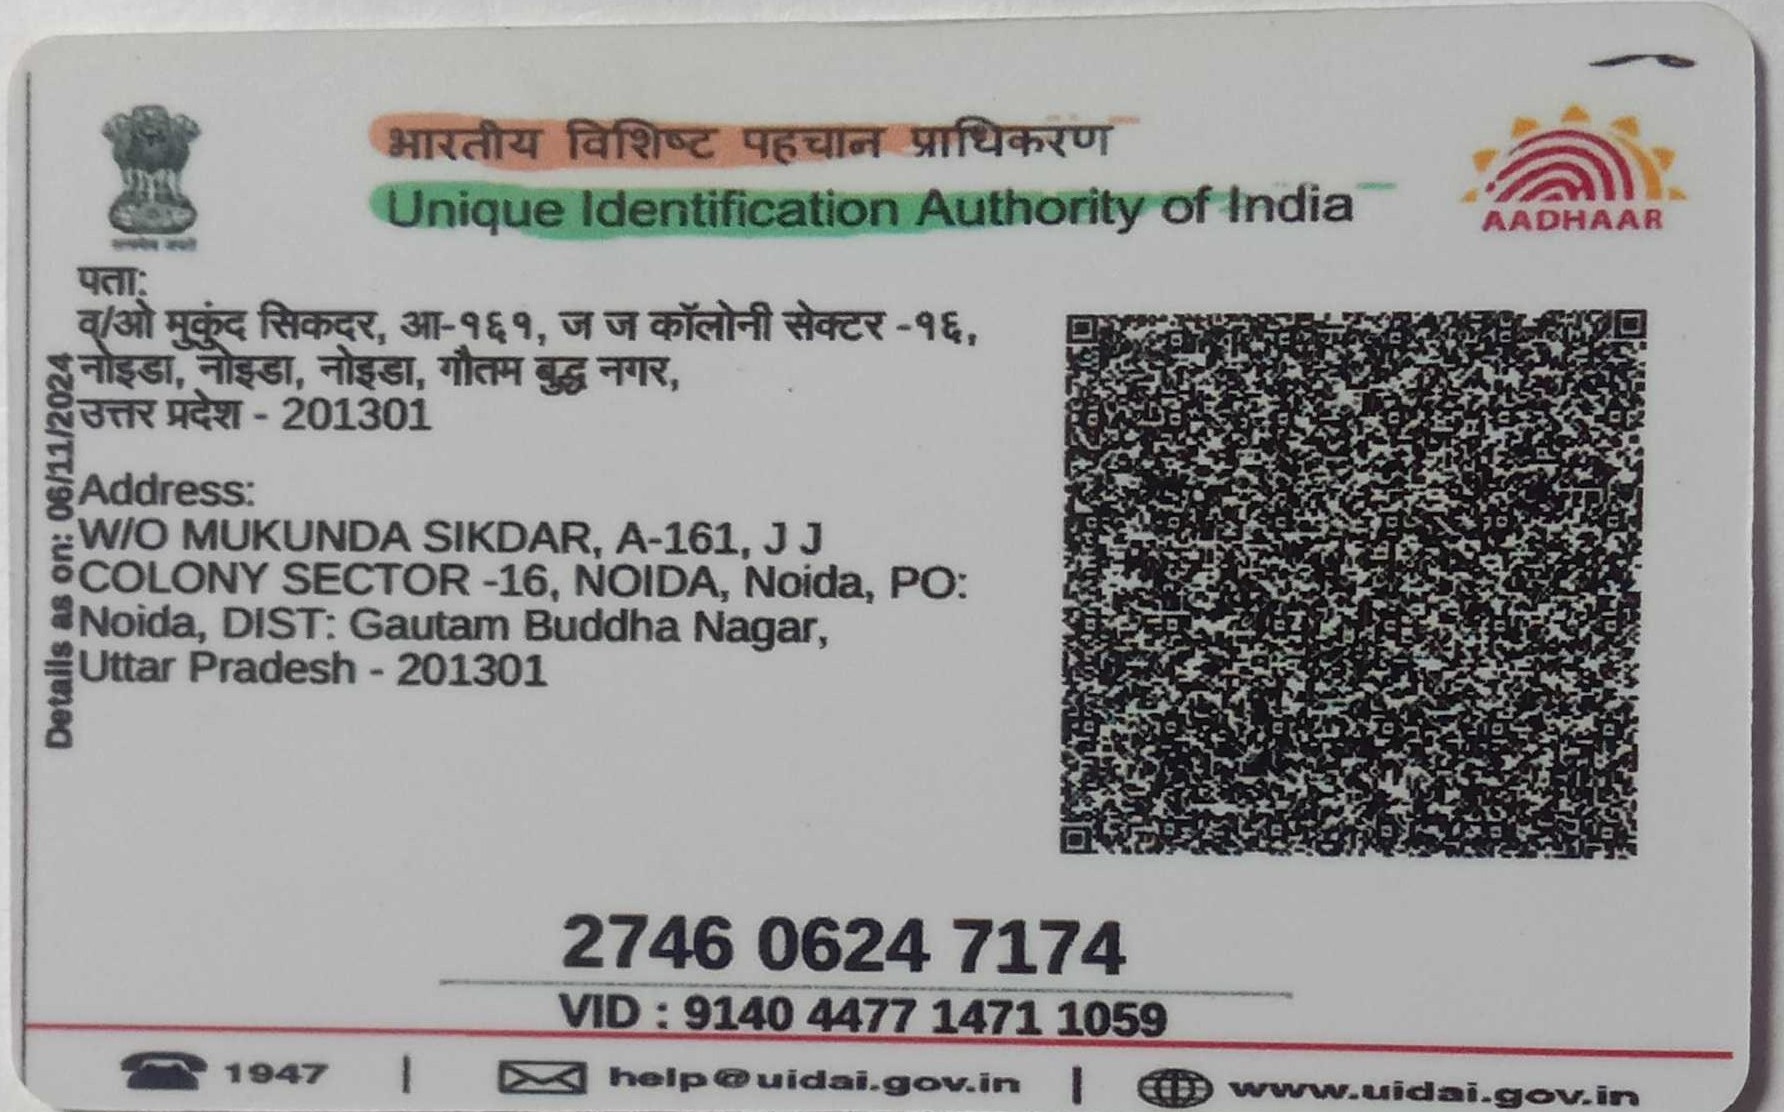 भारतीय विशिष्ट पहचान प्राधिकरण
Unique Identification Authority of India
AADHAAR
पता:
व/ओ मुकुंद सिकदर, आ-१६१, ज ज कॉलोनी सेक्टर -१६,
नोइडा, नोइडा, नोइडा, गौतम बुद्ध नगर,
उत्तर प्रदेश - 201301
Details as on: 06/11/2024
Address:
W/O MUKUNDA SIKDAR, A-161, J J
COLONY SECTOR -16, NOIDA, Noida, PO:
Noida, DIST: Gautam Buddha Nagar,
Uttar Pradesh - 201301
2746 0624 7174
VID : 9140 4477 1471 1059
1947 | help@uidai.gov.in | www.uidai.gov.in